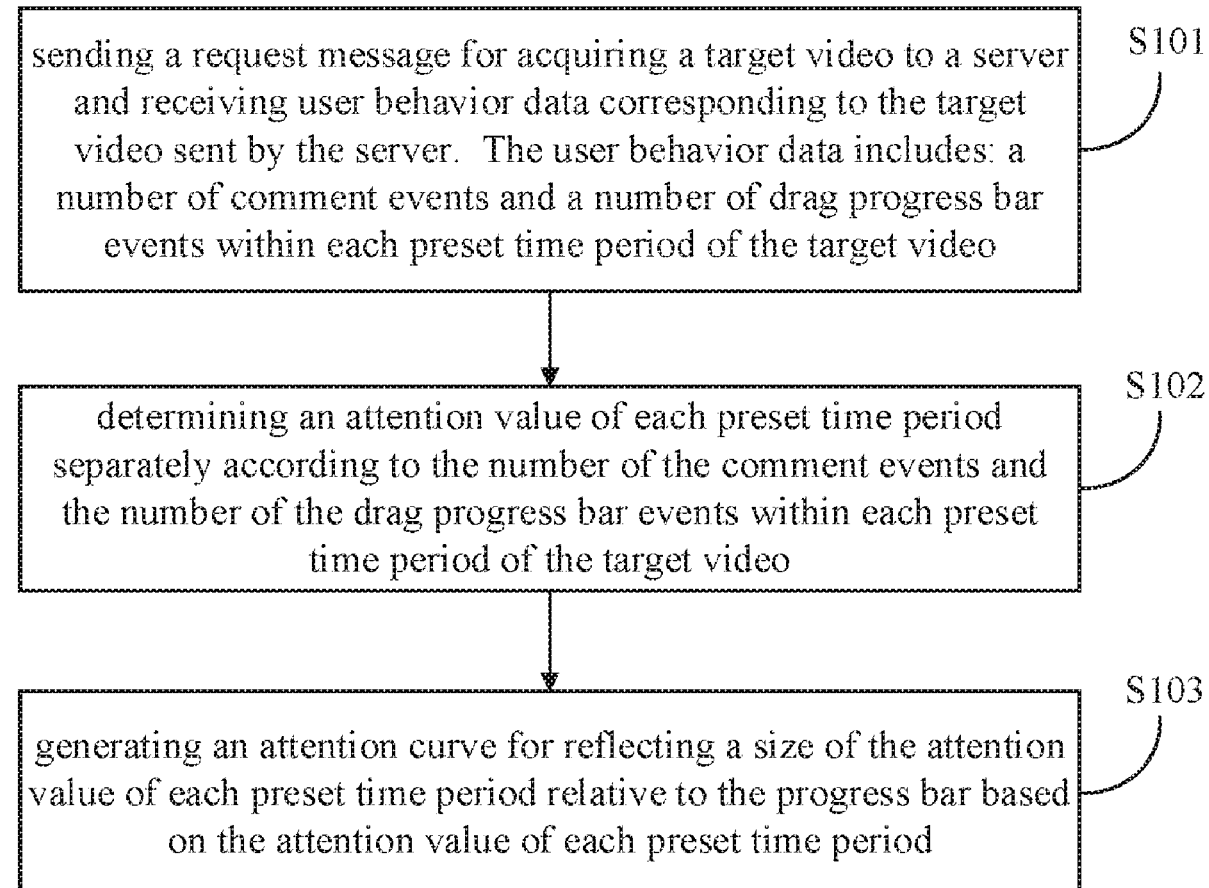 sending a request message for acquiring a target video to a server
and receiving user behavior data corresponding to the target
video sent by the server. The user behavior data includes: a
number of comment events and a number of drag progress bar
events within each preset time period of the target video
S101
determining an attention value of each preset time period
separately according to the number of the comment events and
the number of the drag progress bar events within each preset
time period of the target video
S102
generating an attention curve for reflecting a size of the attention
value of each preset time period relative to the progress bar based
on the attention value of each preset time period
S103